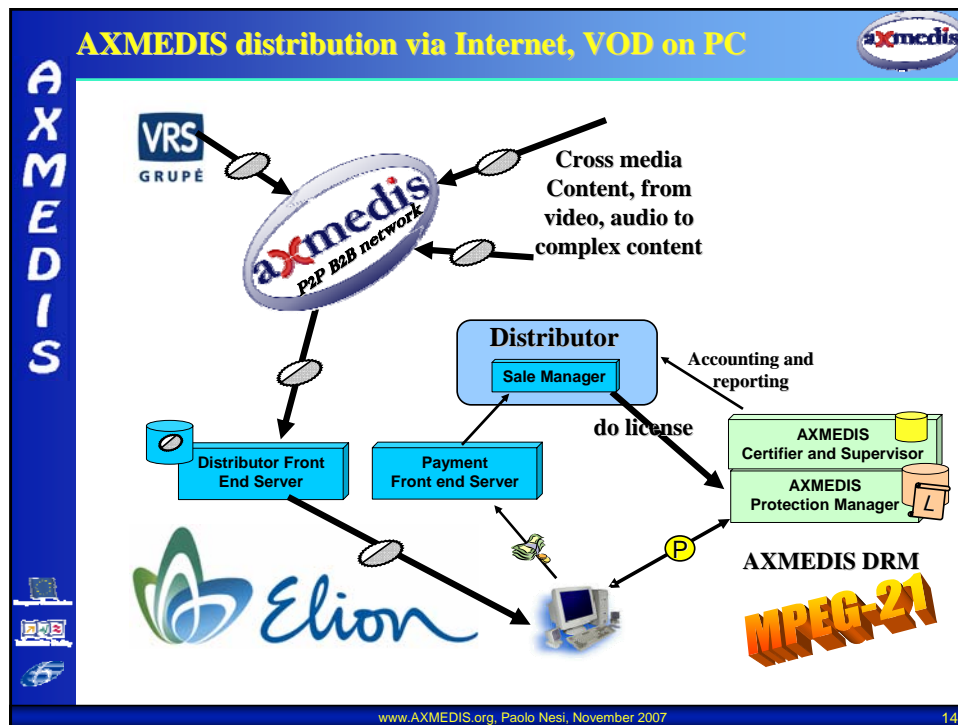 AXMEDIS distribution via Internet, VOD on PC
axmedis
AXMEDIS
VRS
GRUPĖ
axmedis
P2P B2B network
Cross media
Content, from
video, audio to
complex content
Distributor
Sale Manager
Accounting and
reporting
do license
Distributor Front
End Server
Payment
Front end Server
AXMEDIS
Certifier and Supervisor
AXMEDIS
Protection Manager
L
P
AXMEDIS DRM
MPEG-21
Elion
www.AXMEDIS.org, Paolo Nesi, November 2007
14